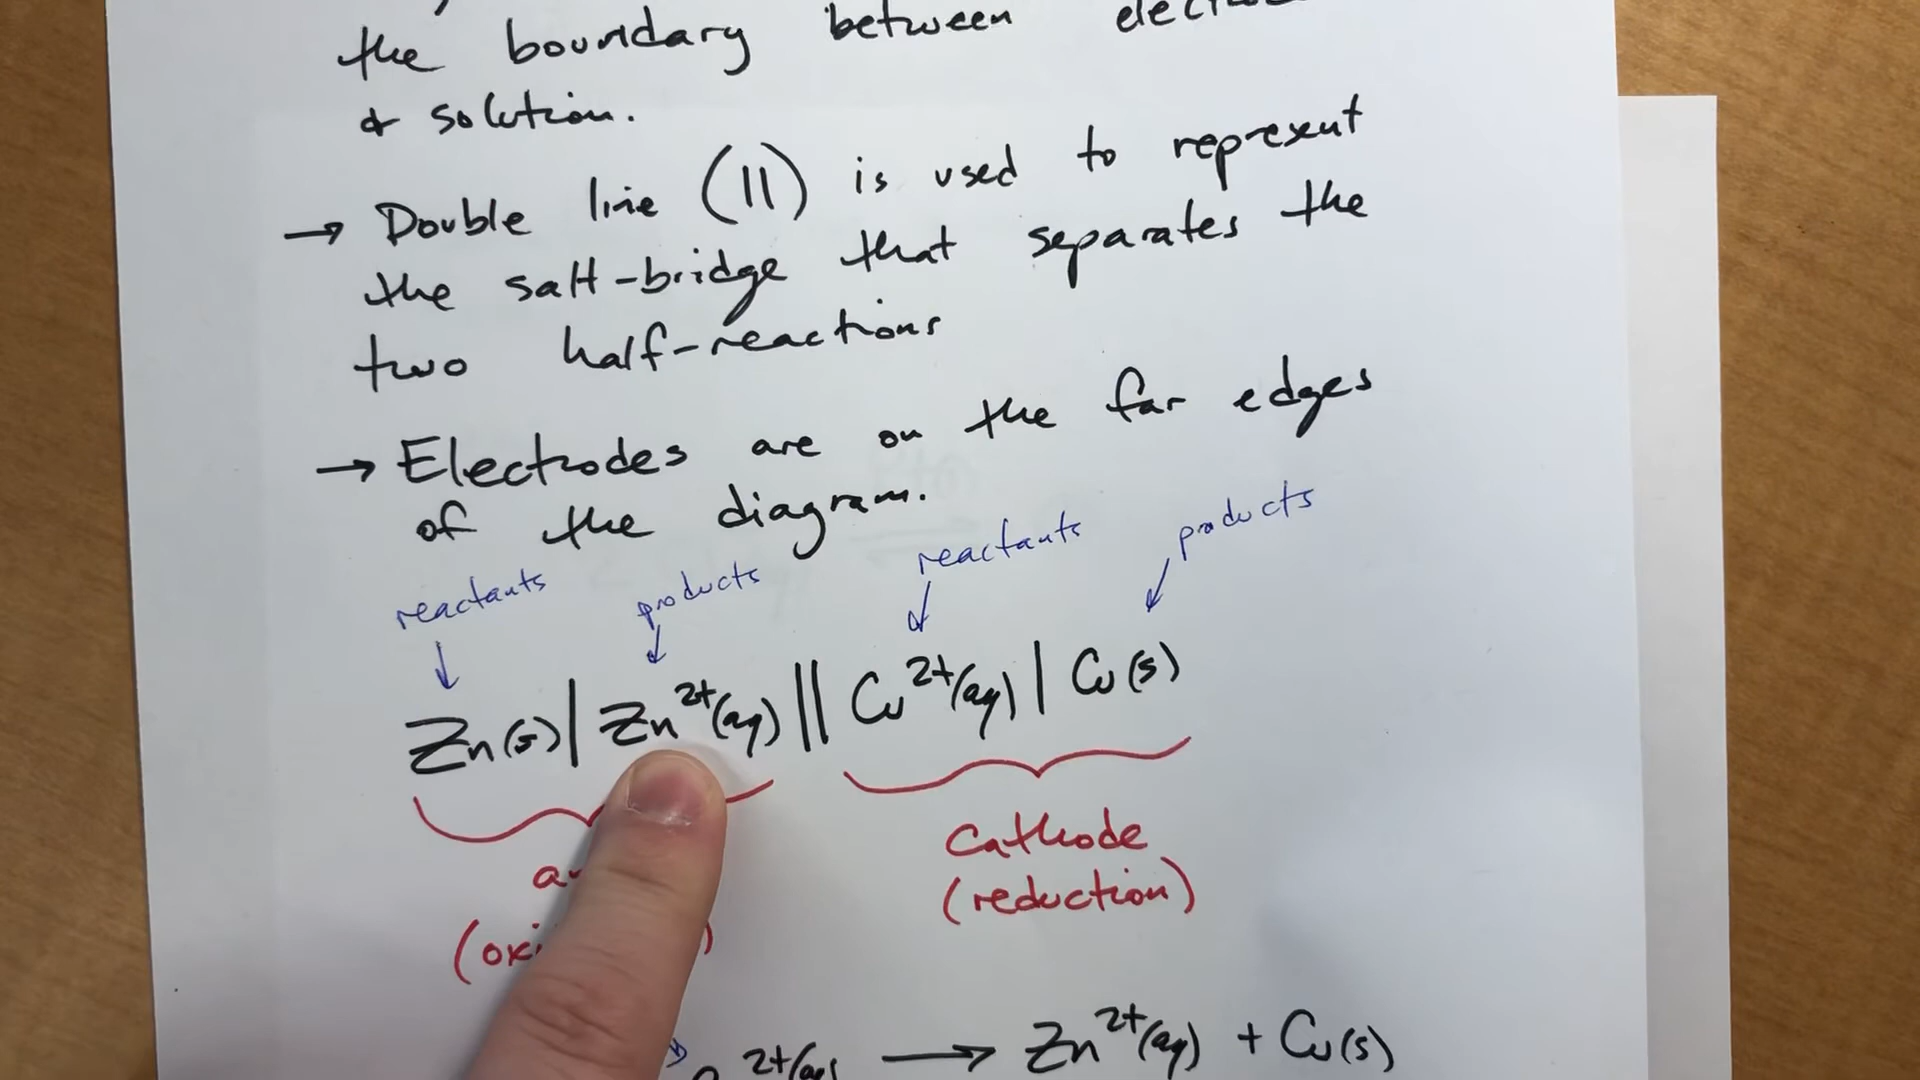 the boundary between
& solution.
→ Double line (||) is used to represent
the salt-bridge that separates the
two half-reactions
→ Electrodes are on the far edges
of the diagram.
reactants products reactants products
Zn(s) | Zn²⁺(aq) || Cu²⁺(aq) | Cu(s)
Cathode
(reduction)
²⁺(aq) → Zn²⁺(aq) + Cu(s)